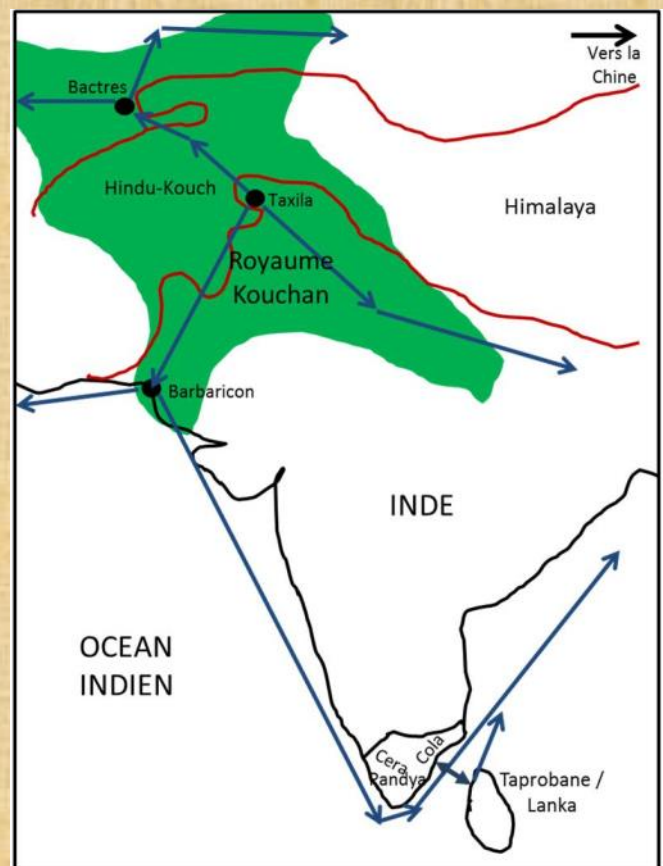 Vers la
Chine
Bactres
Hindu-Kouch
Taxila
Himalaya
Royaume
Kouchan
Barbaricon
INDE
OCEAN
INDIEN
Cera
Cola
Pandya
Taprobane /
Lanka